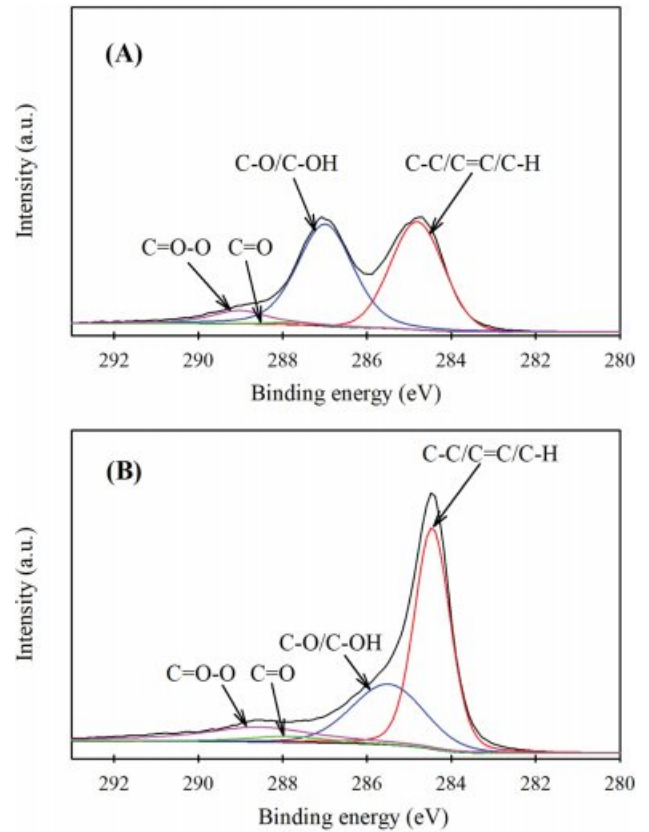 (A)
Intensity (a.u.)
C-O/C-OH
C-C/C=C/C-H
C=O-O
C=O
292 290 288 286 284 282 280
Binding energy (eV)
(B)
Intensity (a.u.)
C-C/C=C/C-H
C-O/C-OH
C=O-O
C=O
292 290 288 286 284 282 280
Binding energy (eV)